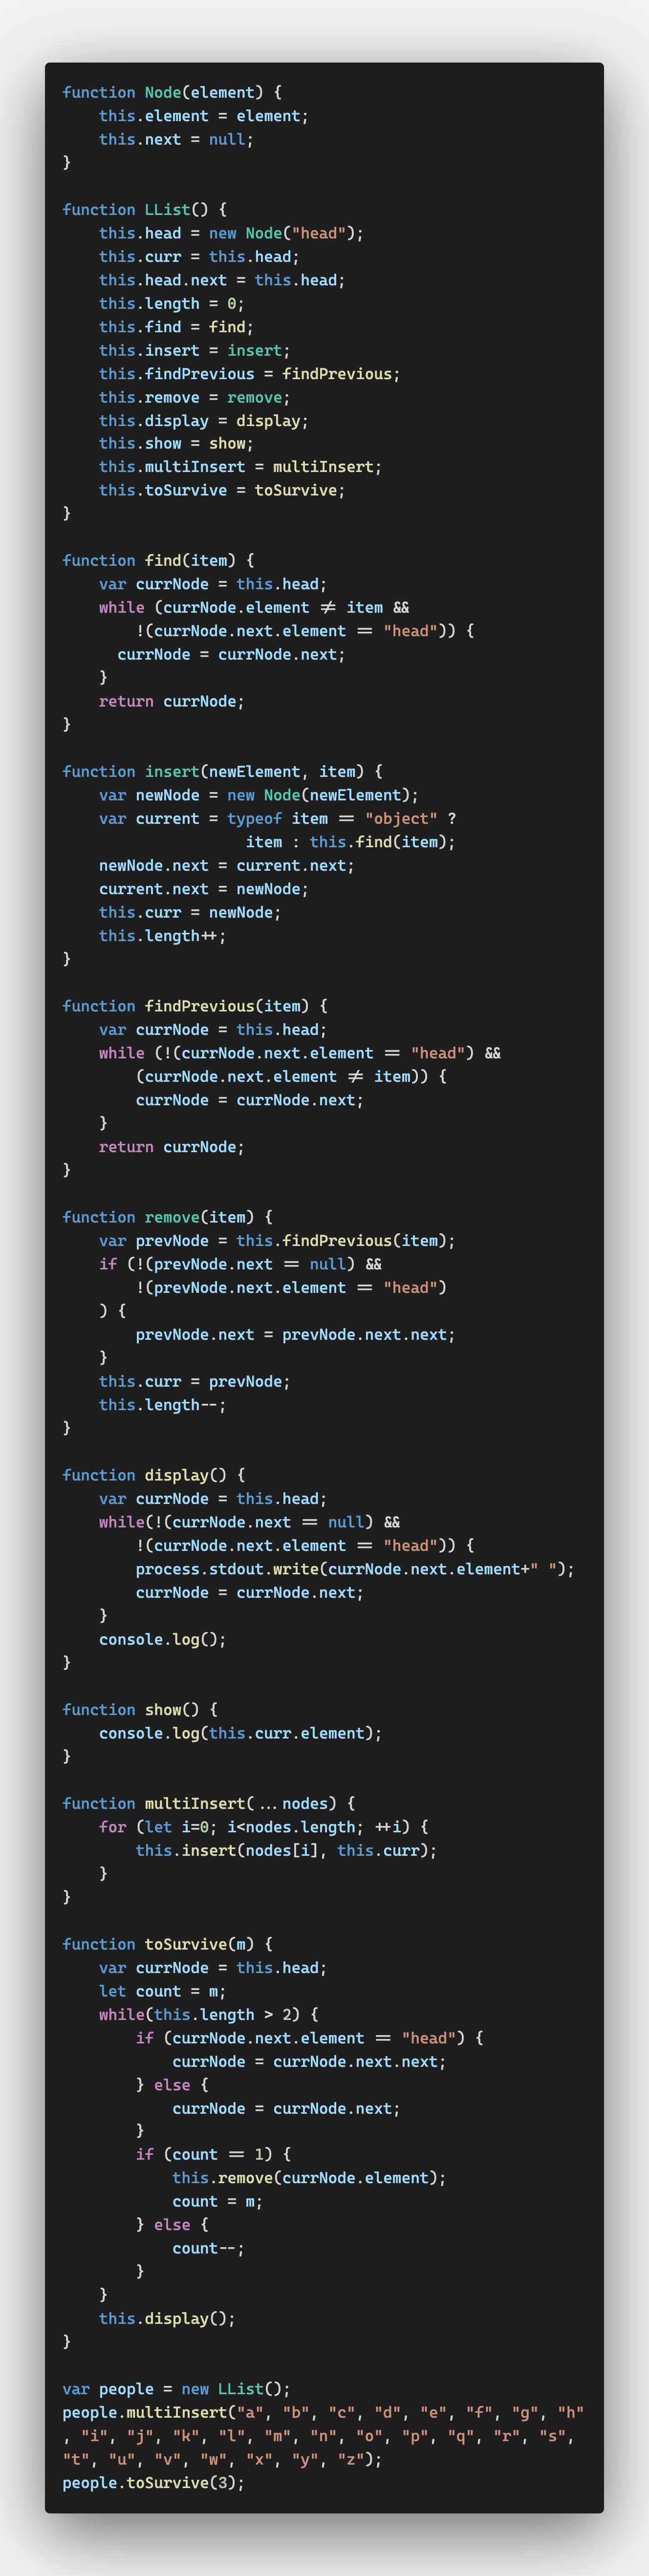 function Node(element) {
    this.element = element;
    this.next = null;
}

function LList() {
    this.head = new Node("head");
    this.curr = this.head;
    this.head.next = this.head;
    this.length = 0;
    this.find = find;
    this.insert = insert;
    this.findPrevious = findPrevious;
    this.remove = remove;
    this.display = display;
    this.show = show;
    this.multiInsert = multiInsert;
    this.toSurvive = toSurvive;
}

function find(item) {
    var currNode = this.head;
    while (currNode.element != item &&
        !(currNode.next.element == "head")) {
      currNode = currNode.next;
    }
    return currNode;
}

function insert(newElement, item) {
    var newNode = new Node(newElement);
    var current = typeof item == "object" ?
                    item : this.find(item);
    newNode.next = current.next;
    current.next = newNode;
    this.curr = newNode;
    this.length++;
}

function findPrevious(item) {
    var currNode = this.head;
    while (!(currNode.next.element == "head") &&
        (currNode.next.element != item)) {
        currNode = currNode.next;
    }
    return currNode;
}

function remove(item) {
    var prevNode = this.findPrevious(item);
    if (!(prevNode.next == null) &&
        !(prevNode.next.element == "head")
    ) {
        prevNode.next = prevNode.next.next;
    }
    this.curr = prevNode;
    this.length--;
}

function display() {
    var currNode = this.head;
    while(!(currNode.next == null) &&
        !(currNode.next.element == "head")) {
        process.stdout.write(currNode.next.element+" ");
        currNode = currNode.next;
    }
    console.log();
}

function show() {
    console.log(this.curr.element);
}

function multiInsert(...nodes) {
    for (let i=0; i<nodes.length; ++i) {
        this.insert(nodes[i], this.curr);
    }
}

function toSurvive(m) {
    var currNode = this.head;
    let count = m;
    while(this.length > 2) {
        if (currNode.next.element == "head") {
            currNode = currNode.next.next;
        } else {
            currNode = currNode.next;
        }
        if (count == 1) {
            this.remove(currNode.element);
            count = m;
        } else {
            count--;
        }
    }
    this.display();
}

var people = new LList();
people.multiInsert("a", "b", "c", "d", "e", "f", "g", "h"
, "i", "j", "k", "l", "m", "n", "o", "p", "q", "r", "s",
"t", "u", "v", "w", "x", "y", "z");
people.toSurvive(3);